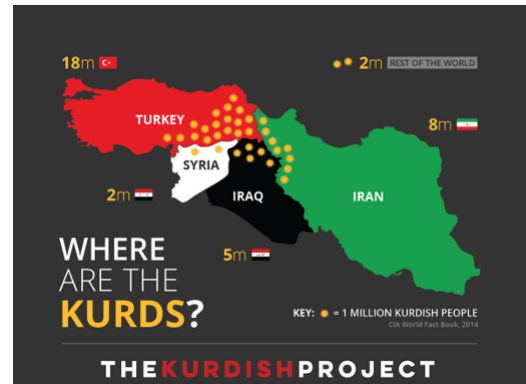 18m
2m REST OF THE WORLD
TURKEY
8m
SYRIA
2m
IRAQ
IRAN
5m
WHERE
ARE THE
KURDS?
KEY: = 1 MILLION KURDISH PEOPLE
CIA World Fact Book, 2014
THEKURDISHPROJECT